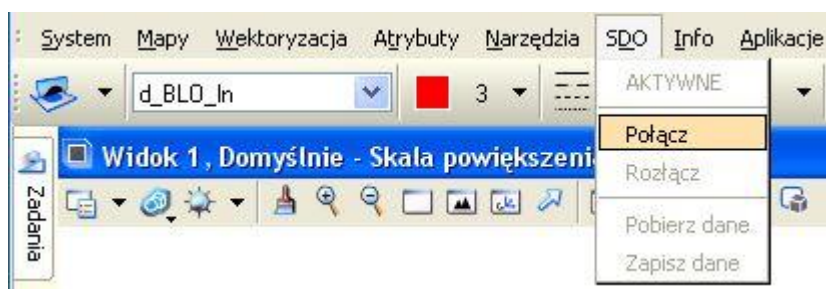 System Mapy Wektoryzacja Atrybuty Narzędzia SDO Info Aplikacje
d_BLO_ln 3
AKTYWNE
Połącz
Rozłącz
Pobierz dane
Zapisz dane
Widok 1, Domyślnie - Skala powiększeni
Zadania